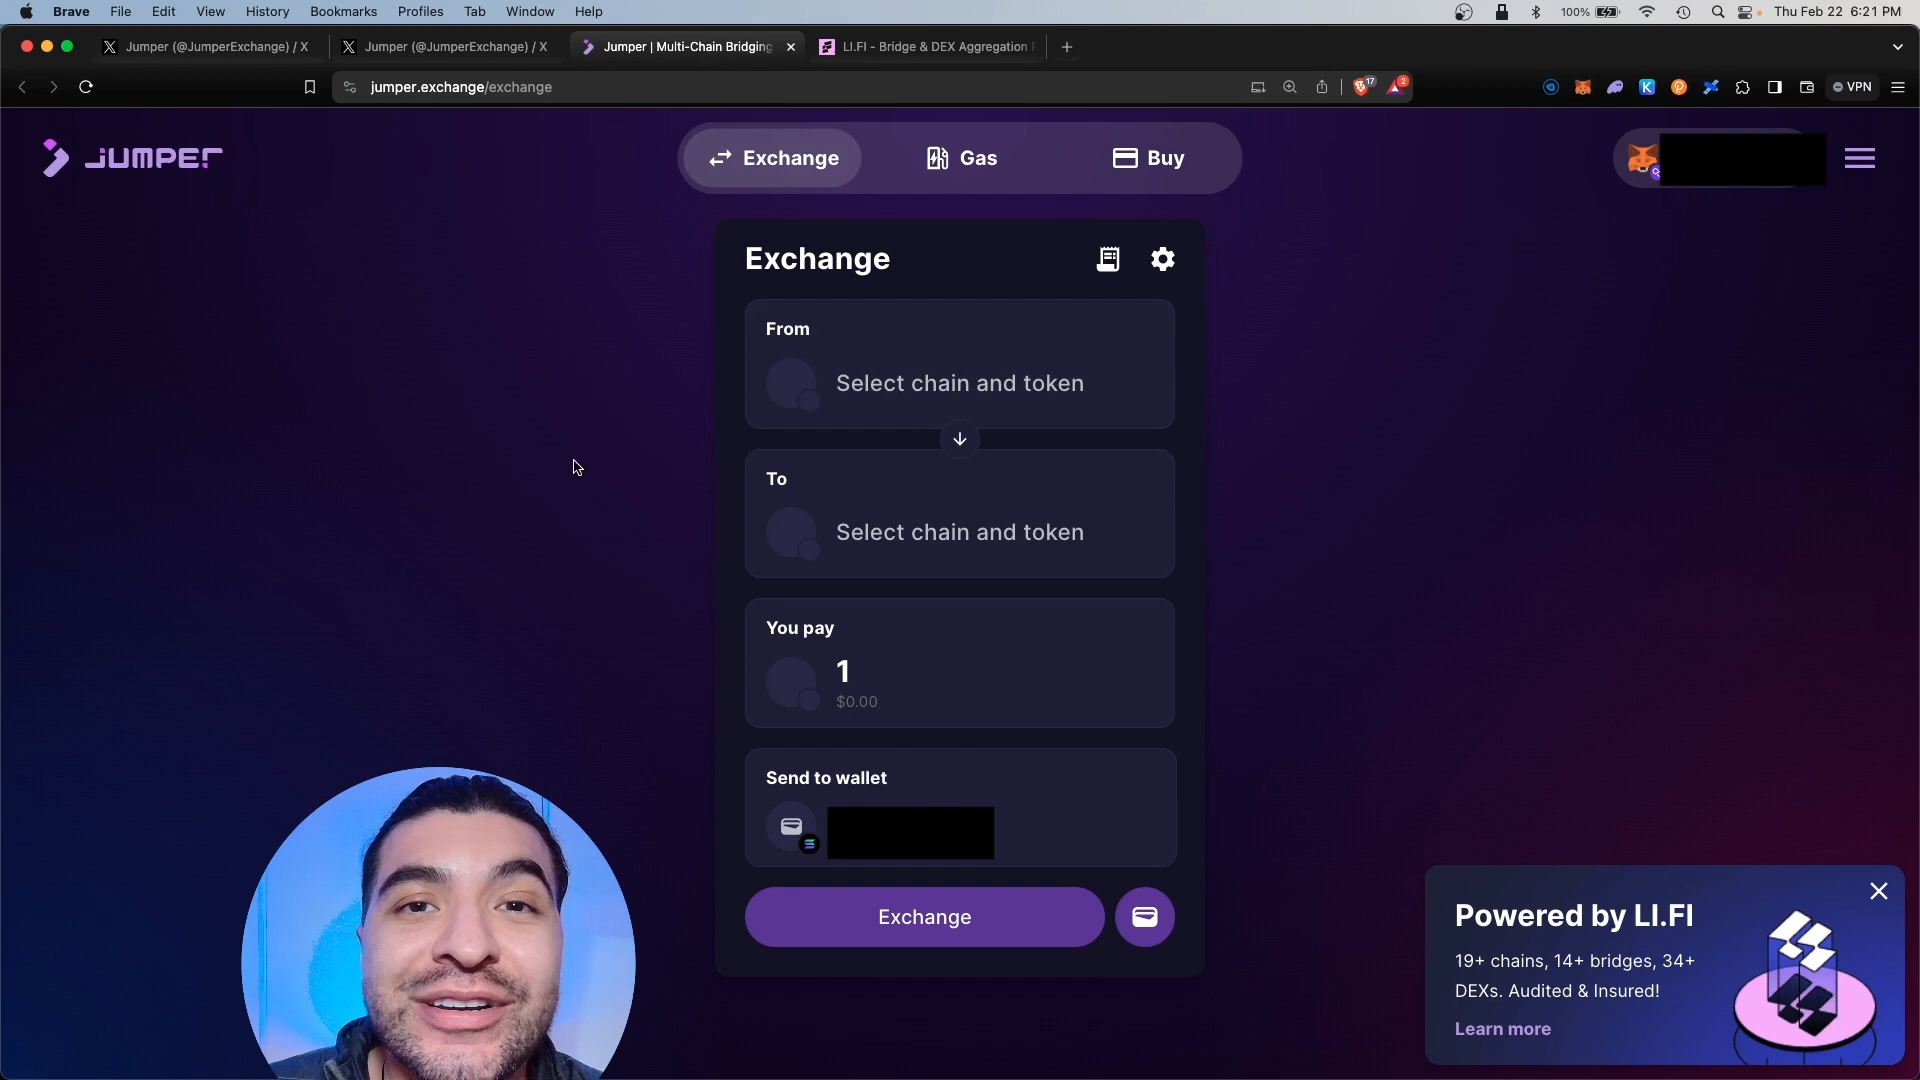 Brave File Edit View History Bookmarks Profiles Tab Window Help 100% Thu Feb 22 6:21 PM
Jumper (@JumperExchange) / X
Jumper (@JumperExchange) / X
Jumper | Multi-Chain Bridging
LI.FI - Bridge & DEX Aggregation
jumper.exchange/exchange
17
2
VPN
JUMPER
Exchange
Gas
Buy
Exchange
From
Select chain and token
To
Select chain and token
You pay
1
$0.00
Send to wallet
Exchange
Powered by LI.FI
19+ chains, 14+ bridges, 34+
DEXs. Audited & Insured!
Learn more